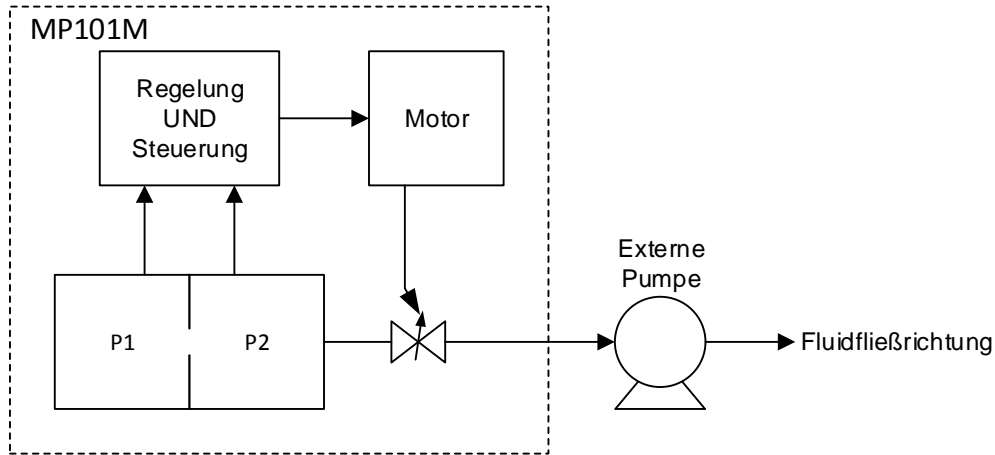 MP101M
Regelung
UND
Steuerung
Motor
Externe
Pumpe
P1
P2
Fluidfließrichtung